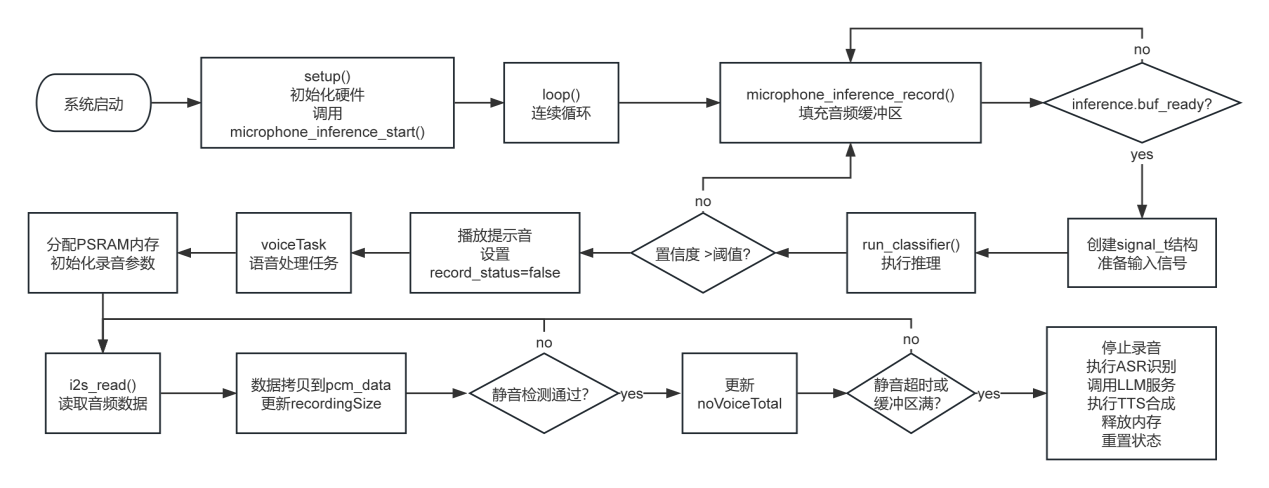 系统启动
setup()
初始化硬件
调用
microphone_inference_start()
loop()
连续循环
microphone_inference_record()
填充音频缓冲区
no
inference.buf_ready?
yes
创建signal_t结构
准备输入信号
run_classifier()
执行推理
no
置信度 >阈值?
播放提示音
设置
record_status=false
voiceTask
语音处理任务
分配PSRAM内存
初始化录音参数
i2s_read()
读取音频数据
数据拷贝到pcm_data
更新recordingSize
no
静音检测通过?
yes
更新
noVoiceTotal
no
静音超时或
缓冲区满?
yes
停止录音
执行ASR识别
调用LLM服务
执行TTS合成
释放内存
重置状态